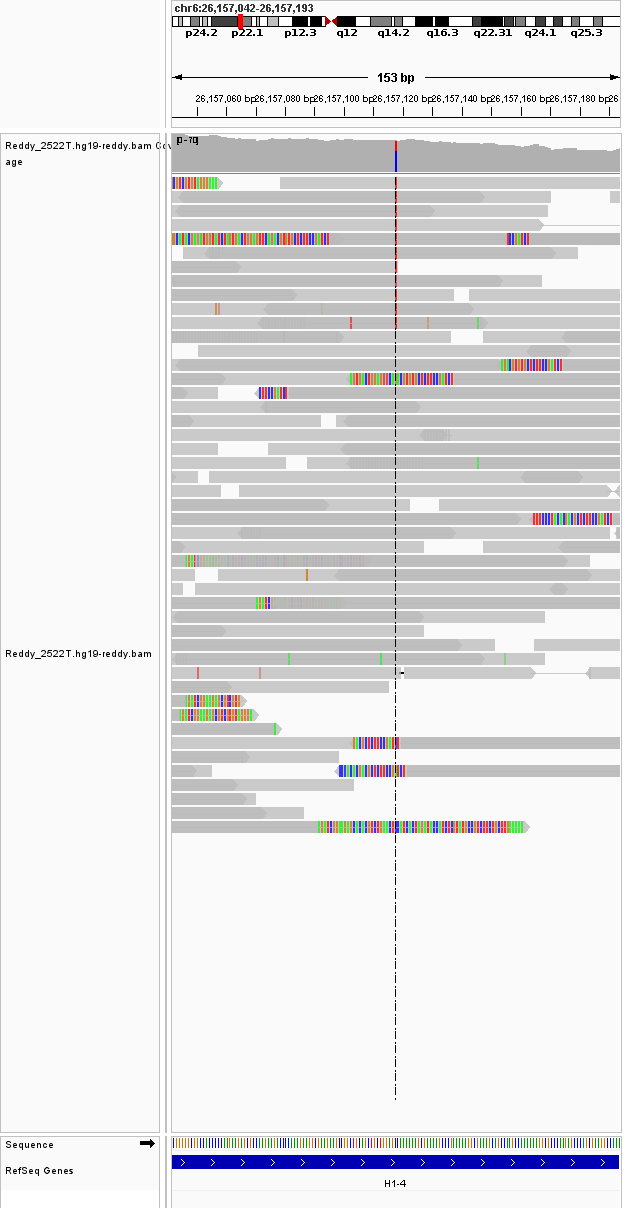 chr6:26,157,042-26,157,193
p24.2 p22.1 p12.3 q12 q14.2 q16.3 q22.31 q24.1 q25.3
153 bp
26,157,060 bp 26,157,080 bp 26,157,100 bp 26,157,120 bp 26,157,140 bp 26,157,160 bp 26,157,180 bp 26
Reddy_2522T.hg19-reddy.bam Cov
age
Reddy_2522T.hg19-reddy.bam
Sequence
RefSeq Genes
H1-4